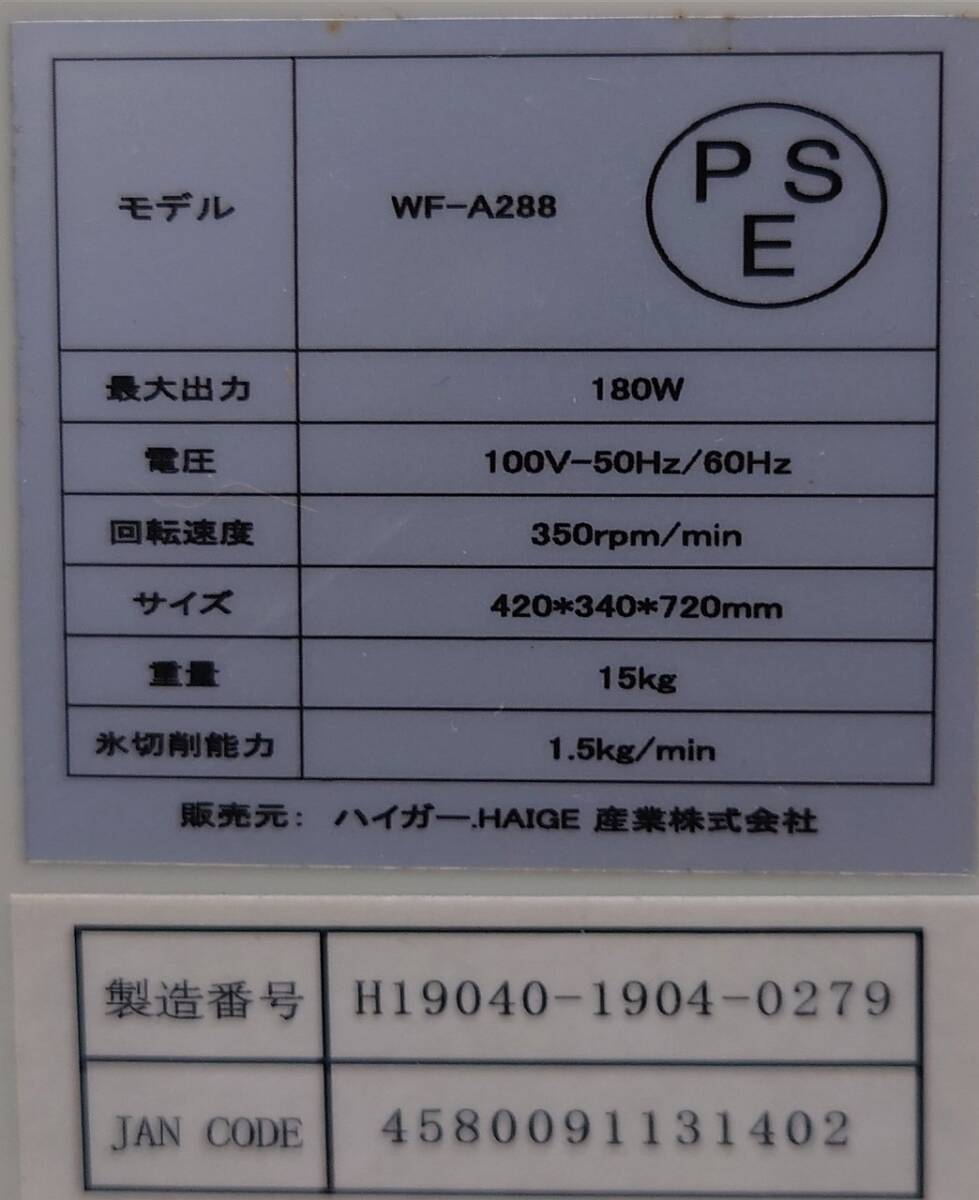 モデル WF-A288 PSE
最大出力 180W
電圧 100V-50Hz/60Hz
回転速度 350rpm/min
サイズ 420*340*720mm
重量 15kg
氷切削能力 1.5kg/min
販売元: ハイガー.HAIGE 産業株式会社
製造番号 H19040-1904-0279
JAN CODE 4580091131402